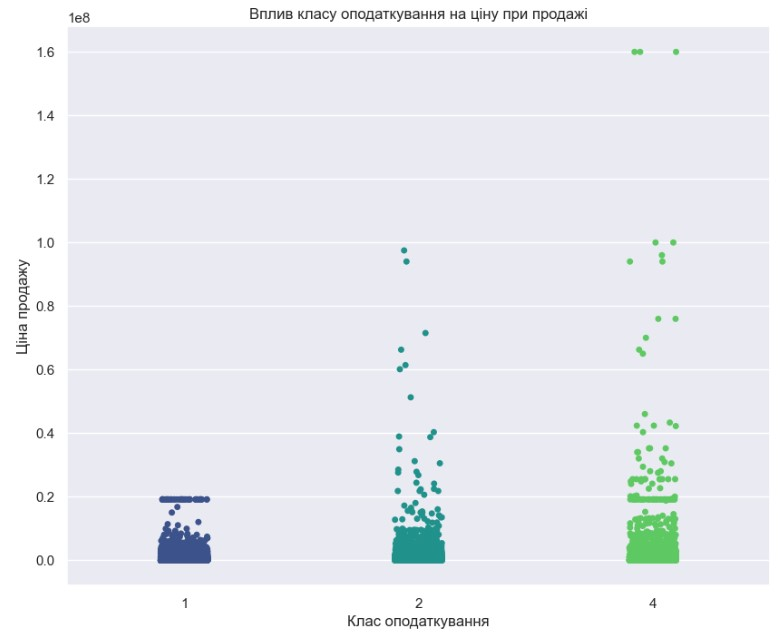 Вплив класу оподаткування на ціну при продажі
1e8
1.6
1.4
1.2
1.0
0.8
0.6
0.4
0.2
0.0
Ціна продажу
1 2 4
Клас оподаткування